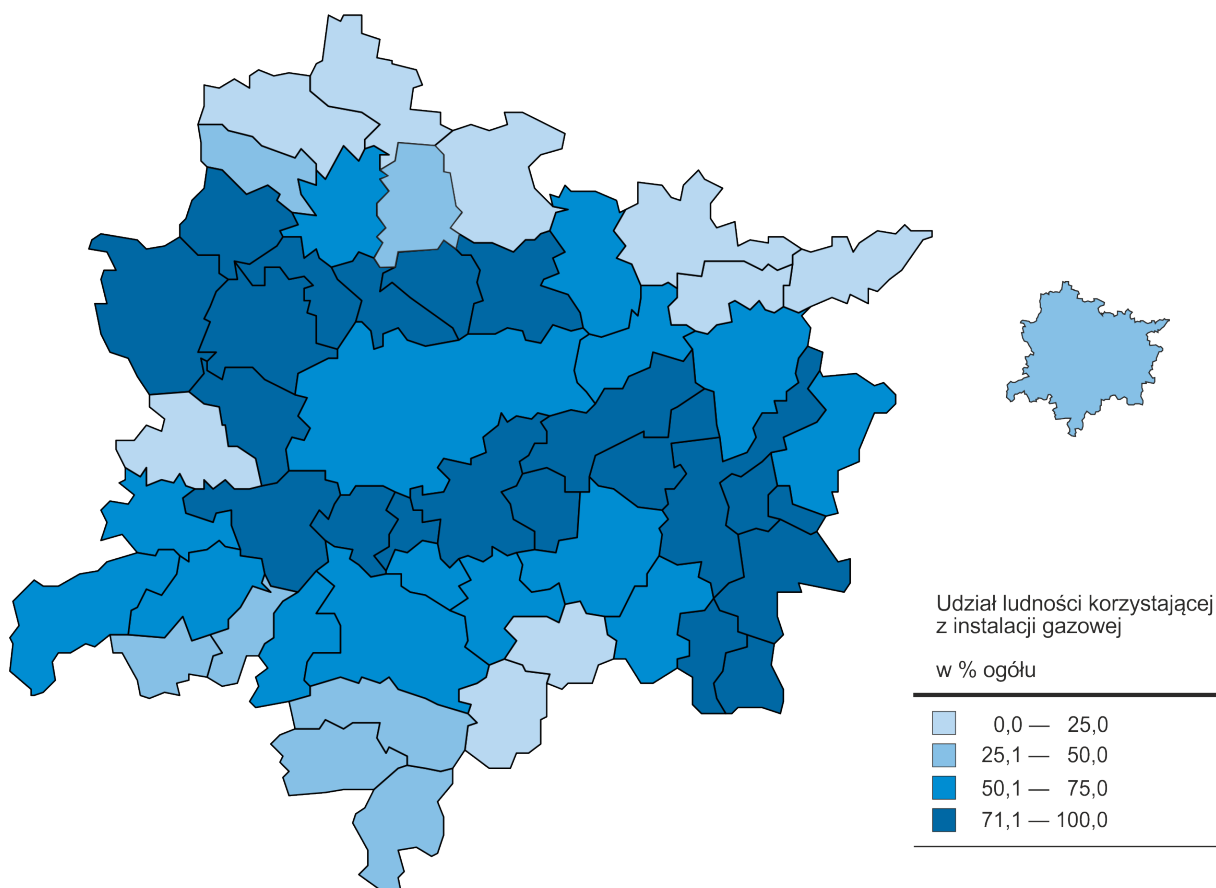 Udział ludności korzystającej
z instalacji gazowej
w % ogółu
0,0 — 25,0
25,1 — 50,0
50,1 — 75,0
71,1 — 100,0